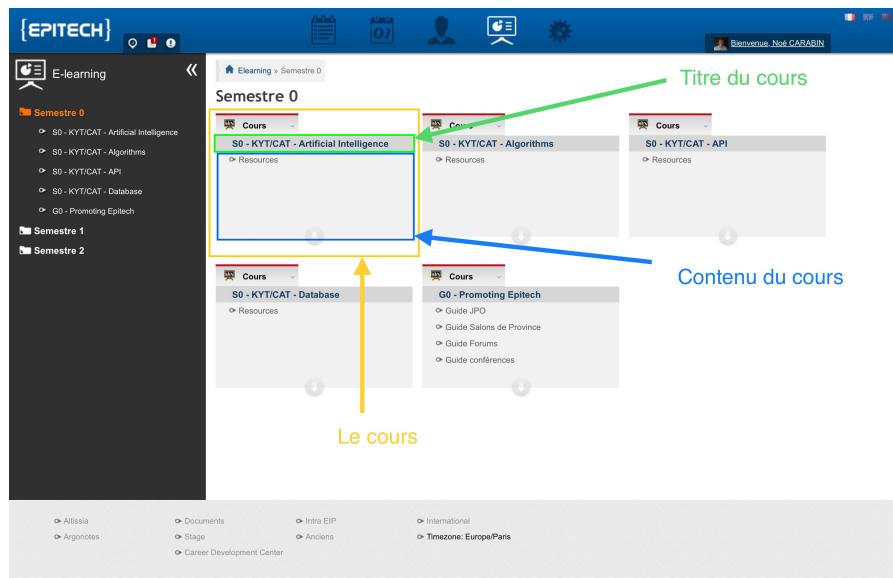 {EPITECH}
07
Bienvenue, Noé CARABIN
E-learning
Semestre 0
S0 - KYT/CAT - Artificial Intelligence
S0 - KYT/CAT - Algorithms
S0 - KYT/CAT - API
S0 - KYT/CAT - Database
G0 - Promoting Epitech
Semestre 1
Semestre 2
Elearning » Semestre 0
Semestre 0
Titre du cours
Cours
S0 - KYT/CAT - Artificial Intelligence
Resources
Cours
S0 - KYT/CAT - Algorithms
Resources
Cours
S0 - KYT/CAT - API
Resources
Contenu du cours
Cours
S0 - KYT/CAT - Database
Resources
Cours
G0 - Promoting Epitech
Guide JPO
Guide Salons de Province
Guide Forums
Guide conférences
Le cours
Altissia
Argonotes
Documents
Stage
Career Development Center
Intra EIP
Anciens
International
Timezone: Europe/Paris